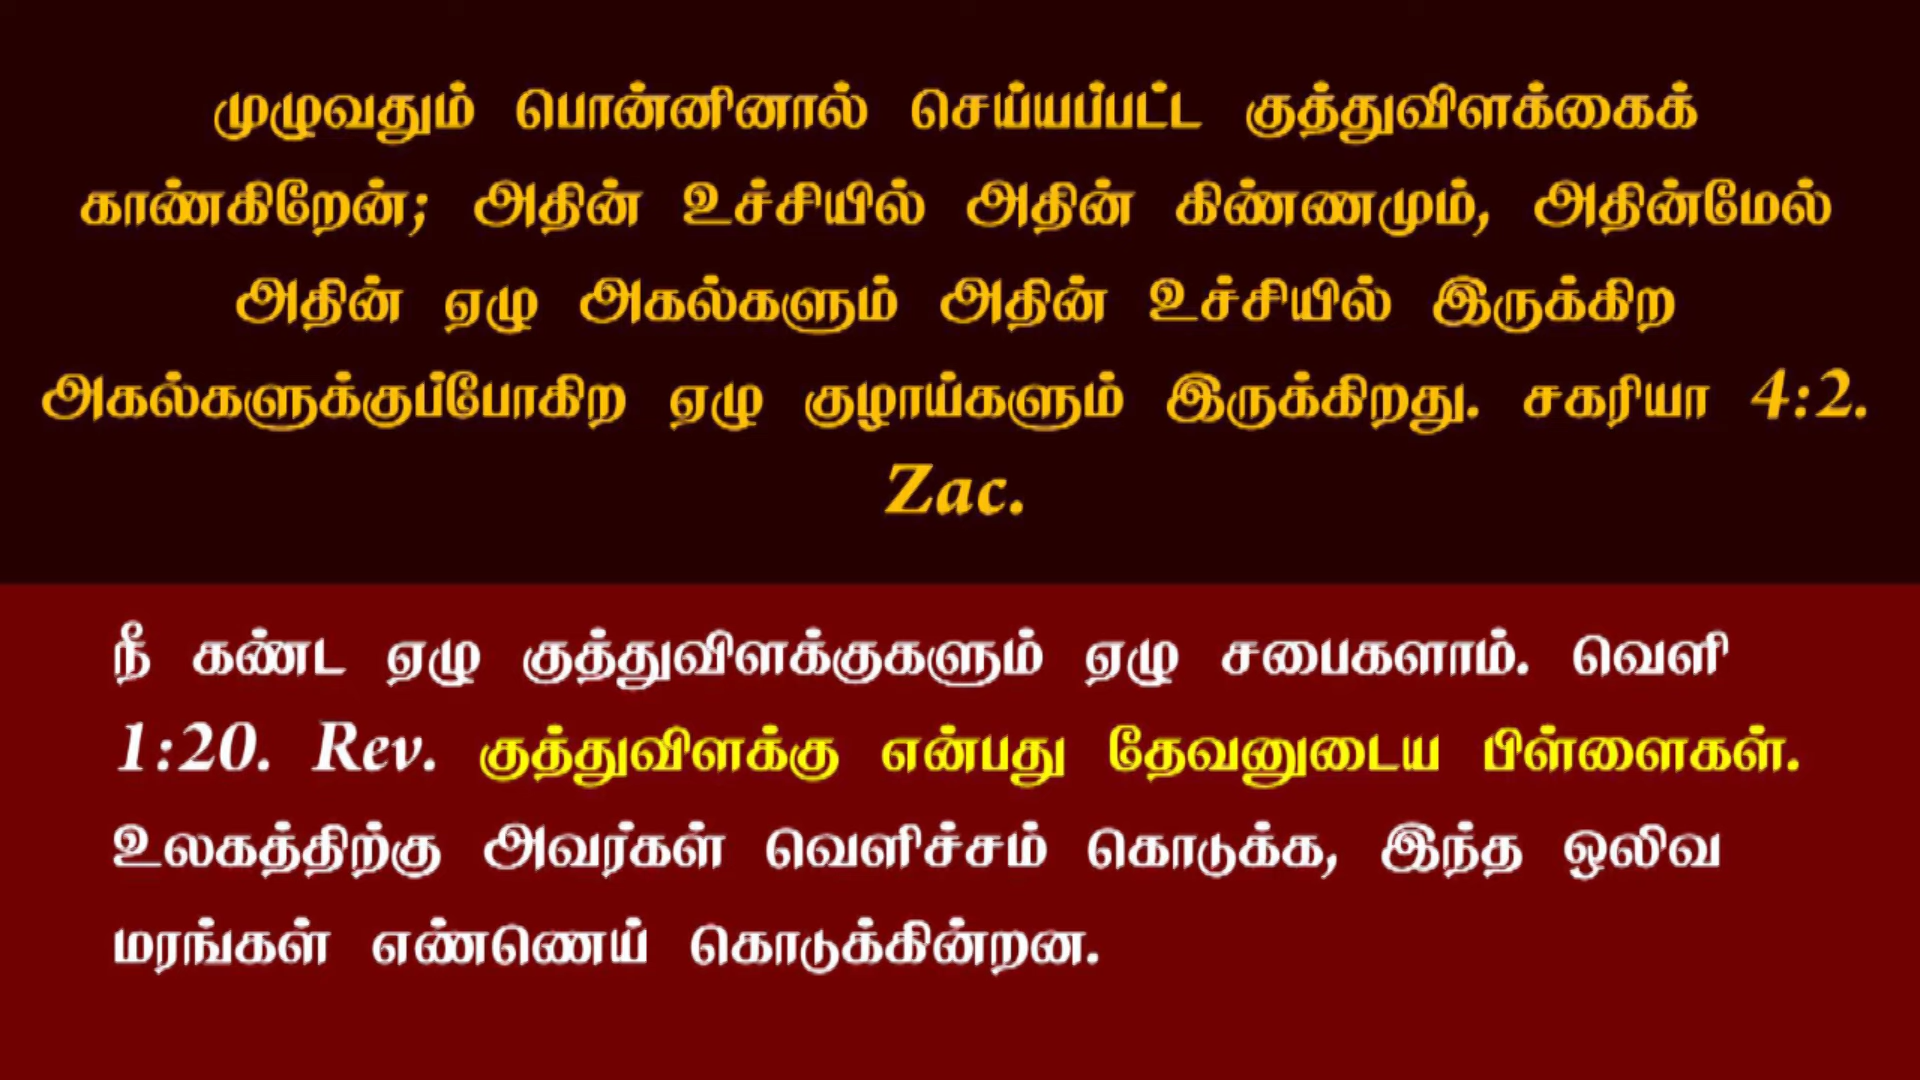 முழுவதும் பொன்னினால் செய்யப்பட்ட குத்துவிளக்கைக்
காண்கிறேன்; அதின் உச்சியில் அதின் கிண்ணமும், அதின்மேல்
அதின் ஏழு அகல்களும் அதின் உச்சியில் இருக்கிற
அகல்களுக்குப்போகிற ஏழு குழாய்களும் இருக்கிறது. சகரியா 4:2.
Zac.
நீ கண்ட ஏழு குத்துவிளக்குகளும் ஏழு சபைகளாம். வெளி
1:20. Rev. குத்துவிளக்கு என்பது தேவனுடைய பிள்ளைகள்.
உலகத்திற்கு அவர்கள் வெளிச்சம் கொடுக்க, இந்த ஒலிவ
மரங்கள் எண்ணெய் கொடுக்கின்றன.